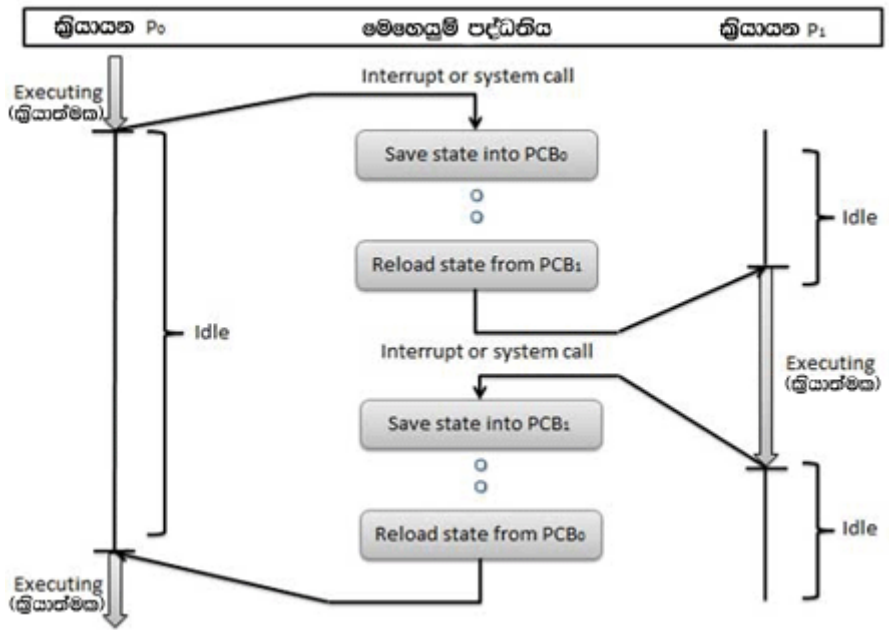 ක්‍රියායන P₀ මෙහෙයුම් පද්ධතිය ක්‍රියායන P₁
Interrupt or system call
Executing
(ක්‍රියාත්මක)
Save state into PCB₀
Idle
Reload state from PCB₁
Idle
Interrupt or system call
Executing
(ක්‍රියාත්මක)
Save state into PCB₁
Reload state from PCB₀
Idle
Executing
(ක්‍රියාත්මක)